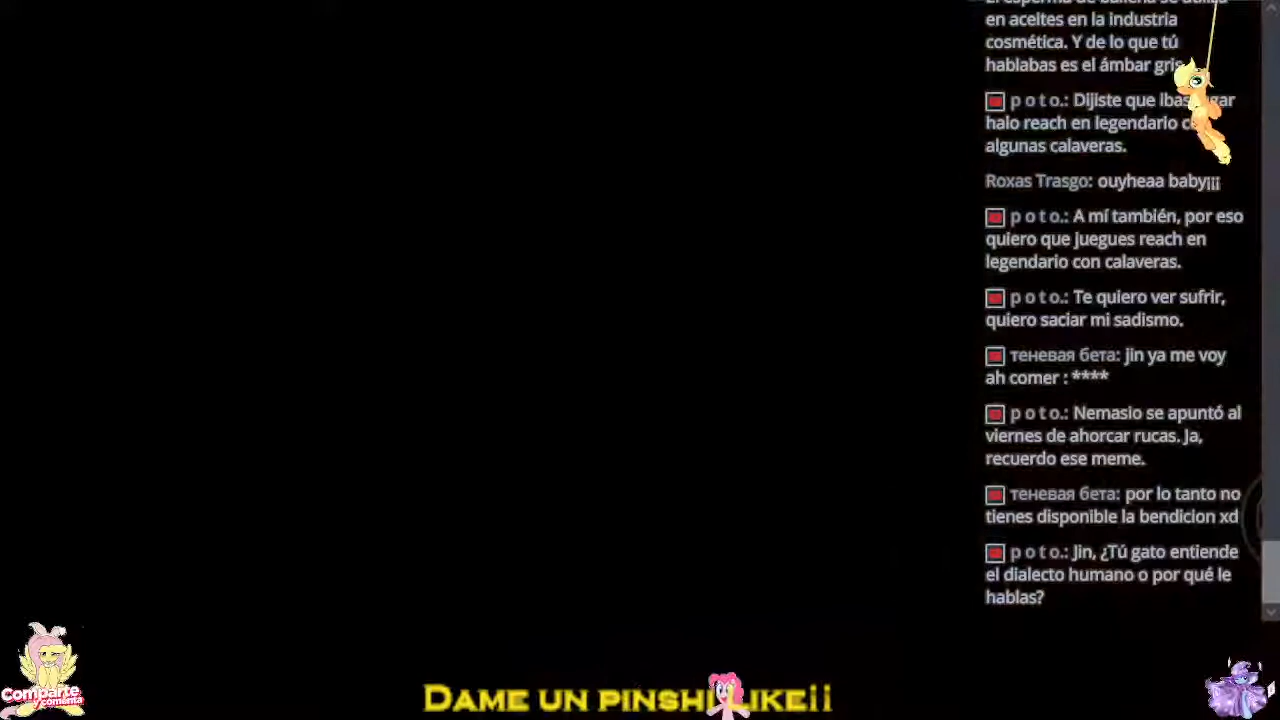 en aceites en la industria
cosmética. Y de lo que tú
hablabas es el ámbar gris
p o t o.: Dijiste que Ibas
halo reach en legendario
algunas calaveras.
Roxas Trasgo: ouyheaa baby¡¡¡
p o t o.: A mí también, por eso
quiero que juegues reach en
legendario con calaveras.
p o t o.: Te quiero ver sufrir,
quiero saciar mi sadismo.
теневая бета: jin ya me voy
ah comer : ****
p o t o.: Nemasio se apuntó al
viernes de ahorcar rucas. Ja,
recuerdo ese meme.
теневая бета: por lo tanto no
tienes disponible la bendicion xd
p o t o.: Jin, ¿Tú gato entiende
el dialecto humano o por qué le
hablas?
Comparte
y comenta
Dame un pinshi like¡¡